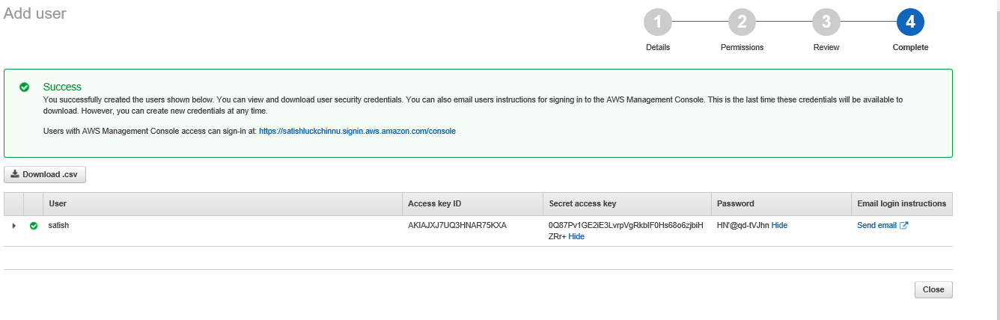 Add user
1
2
3
4
Details
Permissions
Review
Complete
Success
You successfully created the users shown below. You can view and download user security credentials. You can also email users instructions for signing in to the AWS Management Console. This is the last time these credentials will be available to
download. However, you can create new credentials at any time.
Users with AWS Management Console access can sign-in at: https://satishluckchinnu.signin.aws.amazon.com/console
Download .csv
User Access key ID Secret access key Password Email login instructions
satish AKIAJXJ7UQ3HNAR75KXA HN'@qd-tVJhn Hide Send email
ZRr+ Hide
Close